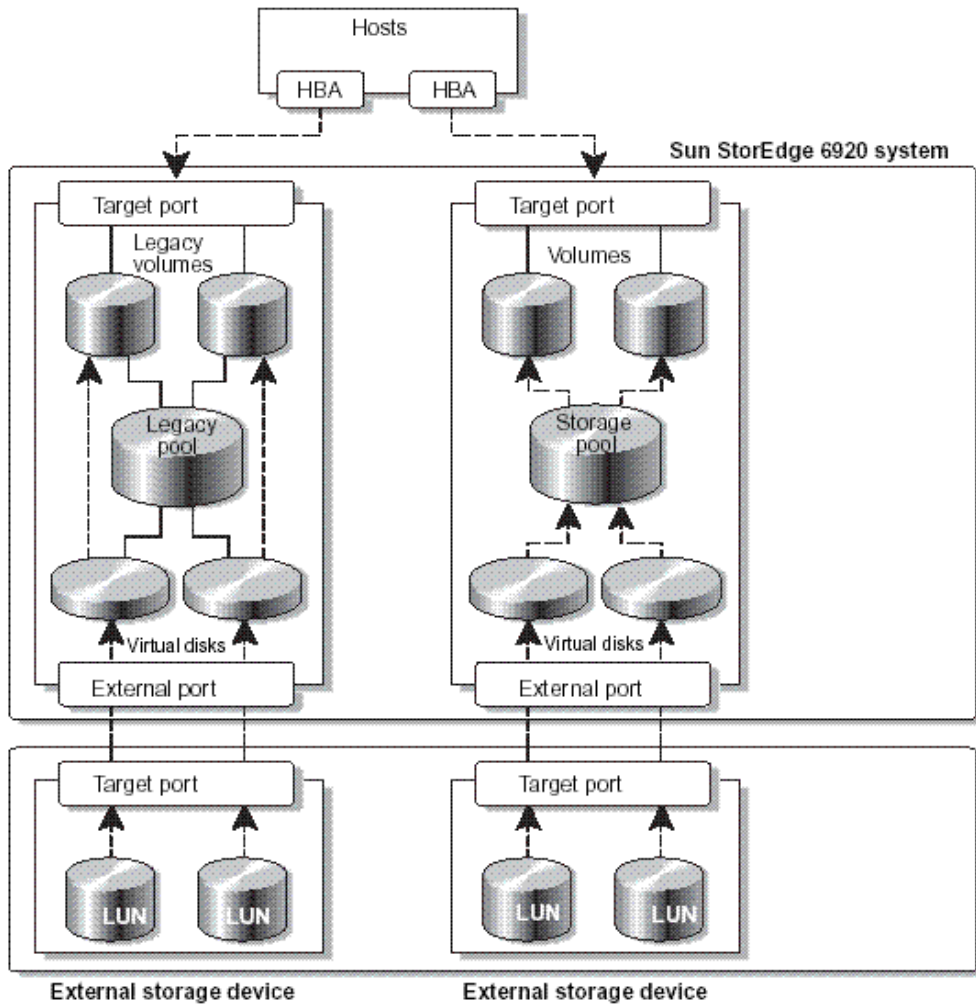 Hosts
HBA
HBA
Sun StorEdge 6920 system
Target port
Legacy
volumes
Legacy
pool
Virtual disks
External port
Target port
Volumes
Storage
pool
Virtual disks
External port
Target port
LUN
LUN
External storage device
Target port
LUN
LUN
External storage device